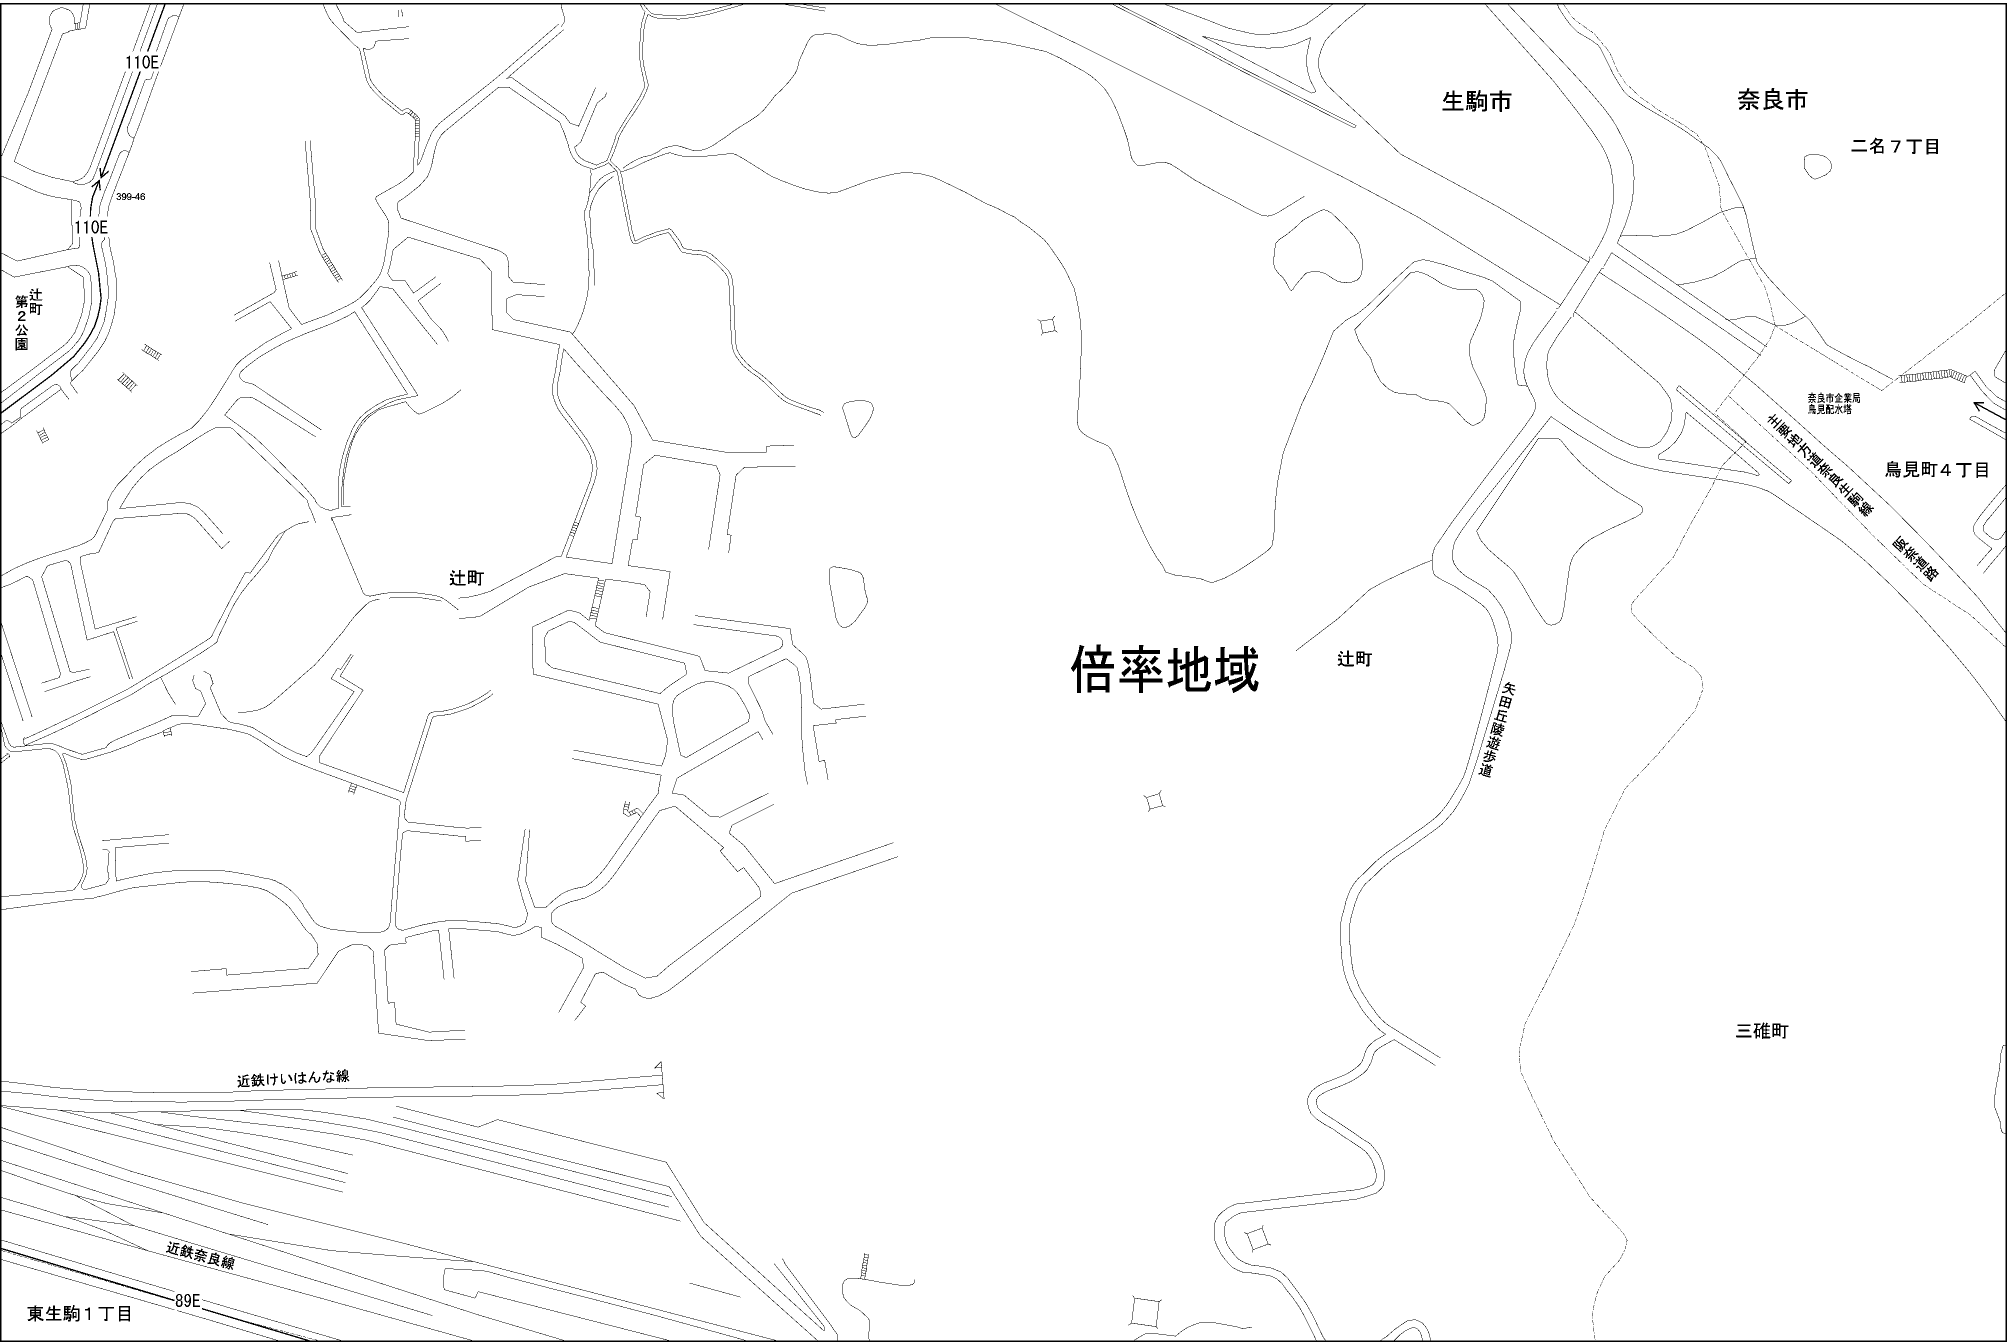 110E
生駒市
奈良市
二名７丁目
399-46
110E
辻町
第２公園
奈良市企業局
鳥見配水塔
主要地方道奈良生駒線
鳥見町４丁目
阪奈道路
辻町
倍率地域
辻町
矢田丘陵遊歩道
三碓町
近鉄けいはんな線
近鉄奈良線
89E
東生駒１丁目